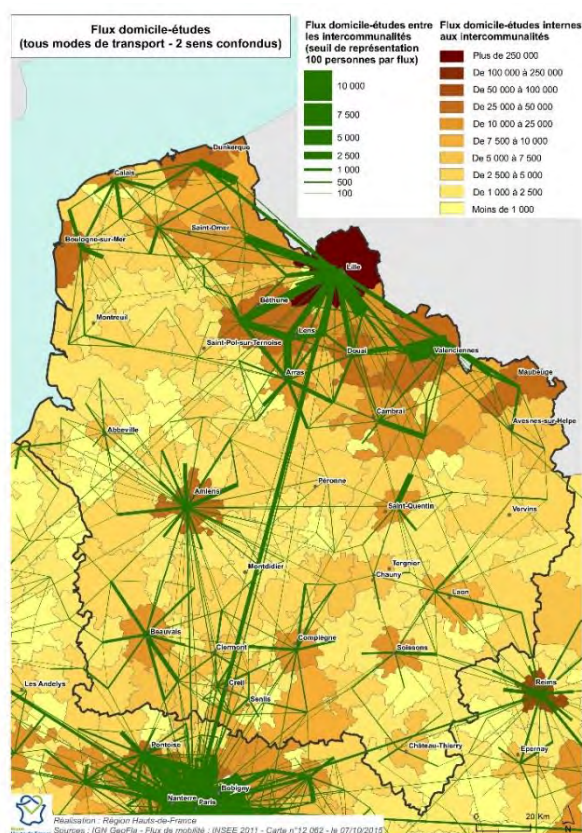 Flux domicile-études
(tous modes de transport - 2 sens confondus)
Flux domicile-études entre
les intercommunalités
(seuil de représentation
100 personnes par flux)
10 000
7 500
5 000
2 500
1 000
500
100
Flux domicile-études internes
aux intercommunalités
Plus de 250 000
De 100 000 à 250 000
De 50 000 à 100 000
De 25 000 à 50 000
De 10 000 à 25 000
De 7 500 à 10 000
De 5 000 à 7 500
De 2 500 à 5 000
De 1 000 à 2 500
Moins de 1 000
Dunkerque
Calais
Saint-Omer
Boulogne-sur-Mer
Lille
Béthune
Montreuil
Lens
Saint-Pol-sur-Ternoise
Douai
Valenciennes
Arras
Maubeuge
Cambrai
Avesnes-sur-Helpe
Abbeville
Péronne
Amiens
Saint-Quentin
Vervins
Montdidier
Tergnier
Chauny
Laon
Beauvais
Clermont
Compiègne
Soissons
Creil
Senlis
Reims
Les Andelys
Château-Thierry
Epernay
Pontoise
Bobigny
Nanterre
Paris
0 20 Km
Réalisation : Région Hauts-de-France
Sources : IGN GeoFla - Flux de mobilité : INSEE 2011 - Carte n°12 062 - le 07/10/2015